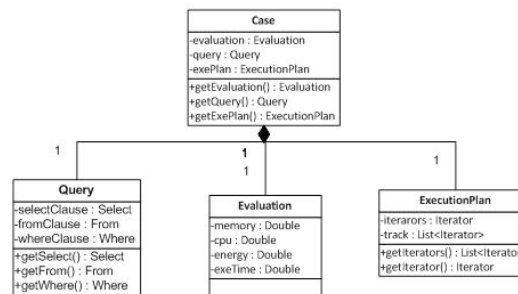 Case
-evaluation : Evaluation
-query : Query
-exePlan : ExecutionPlan
+getEvaluation() : Evaluation
+getQuery() : Query
+getExePlan() : ExecutionPlan
1
1
1
1
Query
-selectClause : Select
-fromClause : From
-whereClause : Where
+getSelect() : Select
+getFrom() : From
+getWhere() : Where
Evaluation
-memory : Double
-cpu : Double
-energy : Double
-exeTime : Double
ExecutionPlan
-iterarors : Iterator
-track : List<Iterator>
+getIterators() : List<Iterator
+getIterator() : Iterator